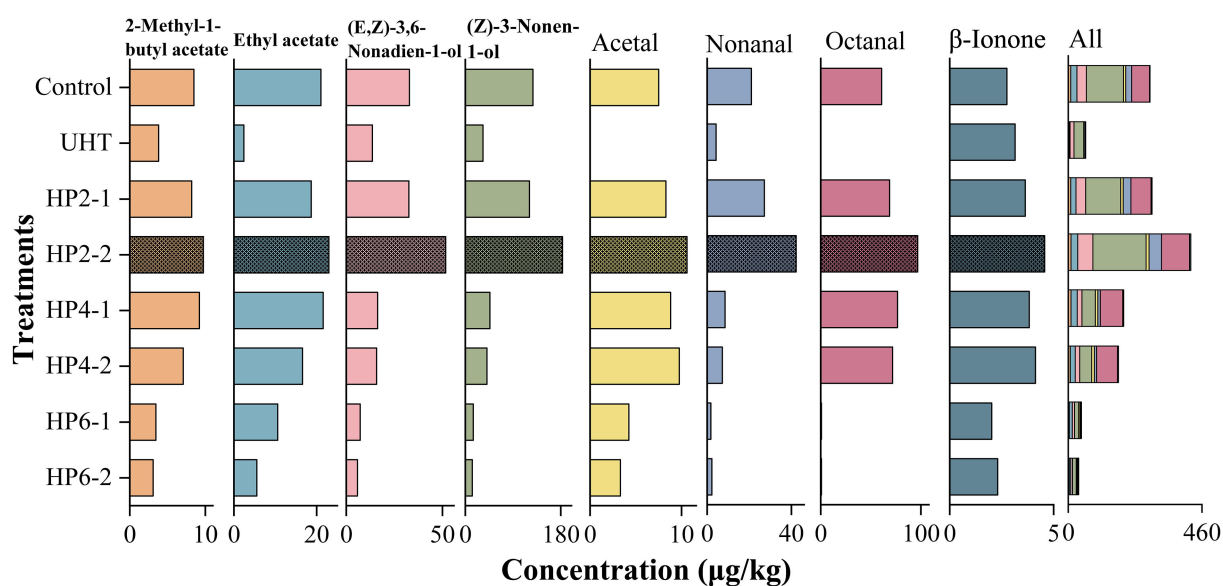 2-Methyl-1-
butyl acetate
Ethyl acetate
(E,Z)-3,6-
Nonadien-1-ol
(Z)-3-Nonen-
1-ol
Acetal
Nonanal
Octanal
β-Ionone
All
Treatments
Control
UHT
HP2-1
HP2-2
HP4-1
HP4-2
HP6-1
HP6-2
0 10 0 20 0 50 0 180 0 10 0 40 0 100 0 50 460
Concentration (μg/kg)